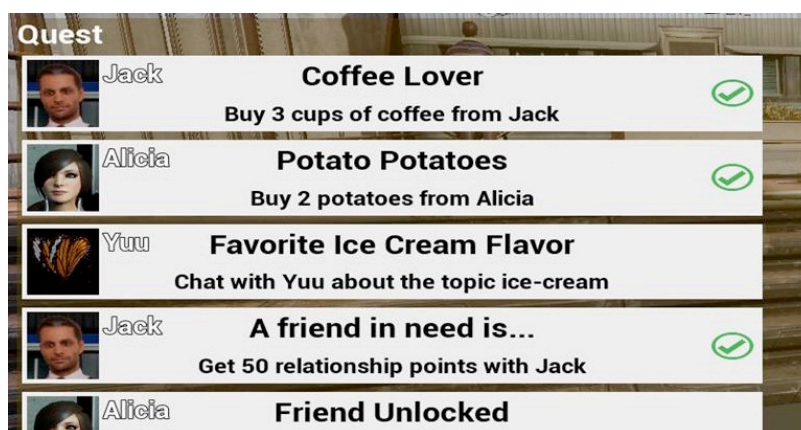 Quest
Jack
Coffee Lover
Buy 3 cups of coffee from Jack
Alicia
Potato Potatoes
Buy 2 potatoes from Alicia
Yuu
Favorite Ice Cream Flavor
Chat with Yuu about the topic ice-cream
Jack
A friend in need is...
Get 50 relationship points with Jack
Alicia
Friend Unlocked